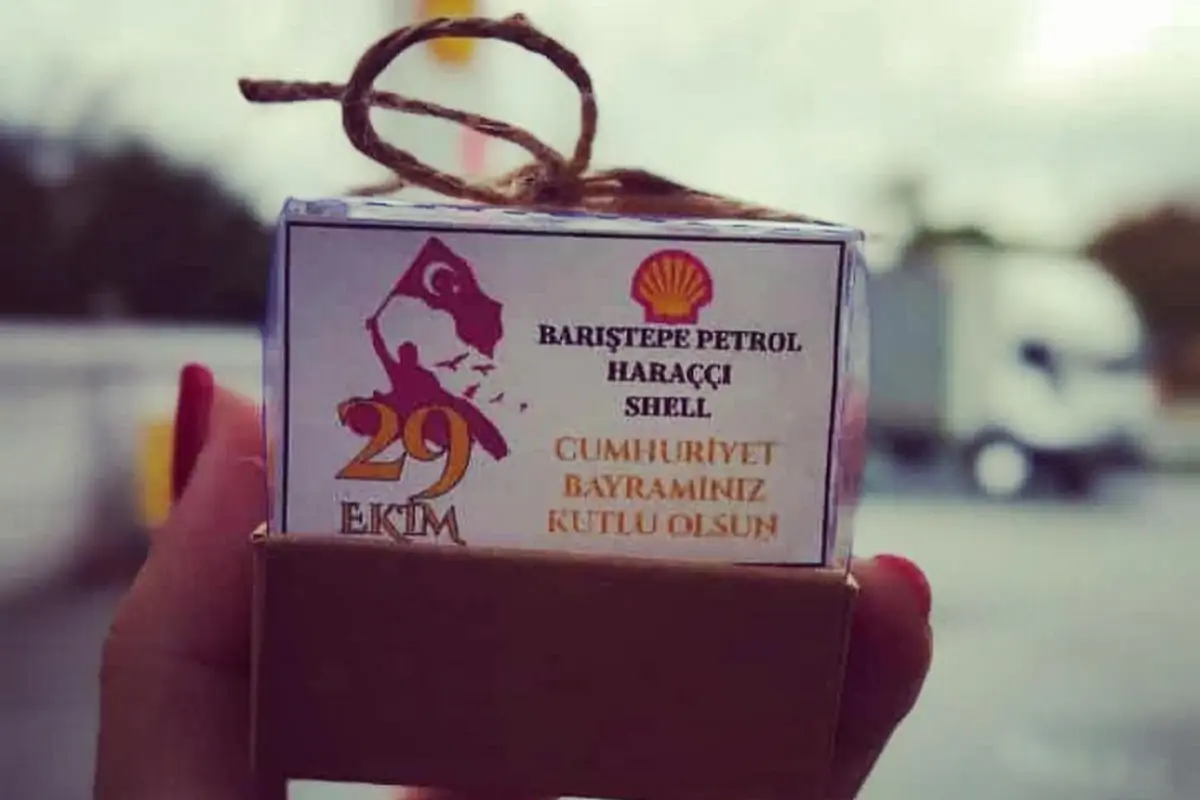 BARIŞTEPE PETROL
HARAÇÇI
SHELL
29
EKİM
CUMHURİYET
BAYRAMINIZ
KUTLU OLSUN